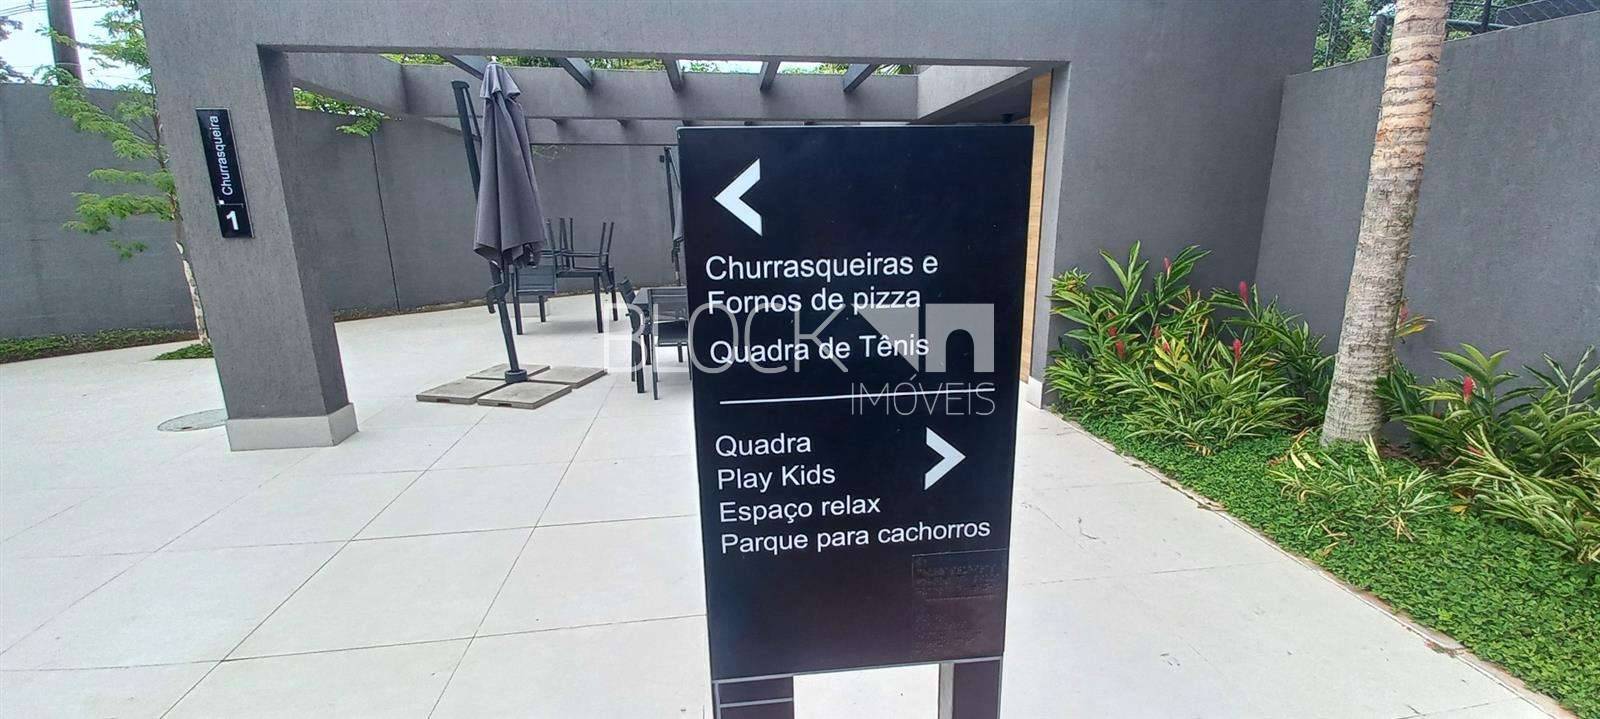 Churrasqueira
1
Churrasqueiras e
Fornos de pizza
Quadra de Tênis
Quadra
Play Kids
Espaço relax
Parque para cachorros
BLOCK n
IMÓVEIS